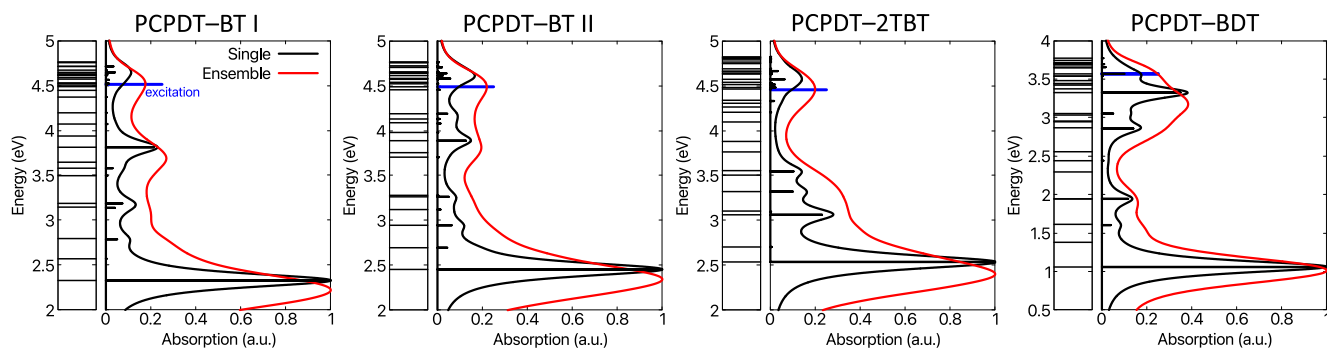 PCPDT–BT I
Energy (eV)
5
4.5
4
3.5
3
2.5
2
Single
Ensemble
excitation
0 0.2 0.4 0.6 0.8 1
Absorption (a.u.)
PCPDT–BT II
Energy (eV)
5
4.5
4
3.5
3
2.5
2
0 0.2 0.4 0.6 0.8 1
Absorption (a.u.)
PCPDT–2TBT
Energy (eV)
5
4.5
4
3.5
3
2.5
2
0 0.2 0.4 0.6 0.8 1
Absorption (a.u.)
PCPDT–BDT
Energy (eV)
4
3.5
3
2.5
2
1.5
1
0.5
0 0.2 0.4 0.6 0.8 1
Absorption (a.u.)